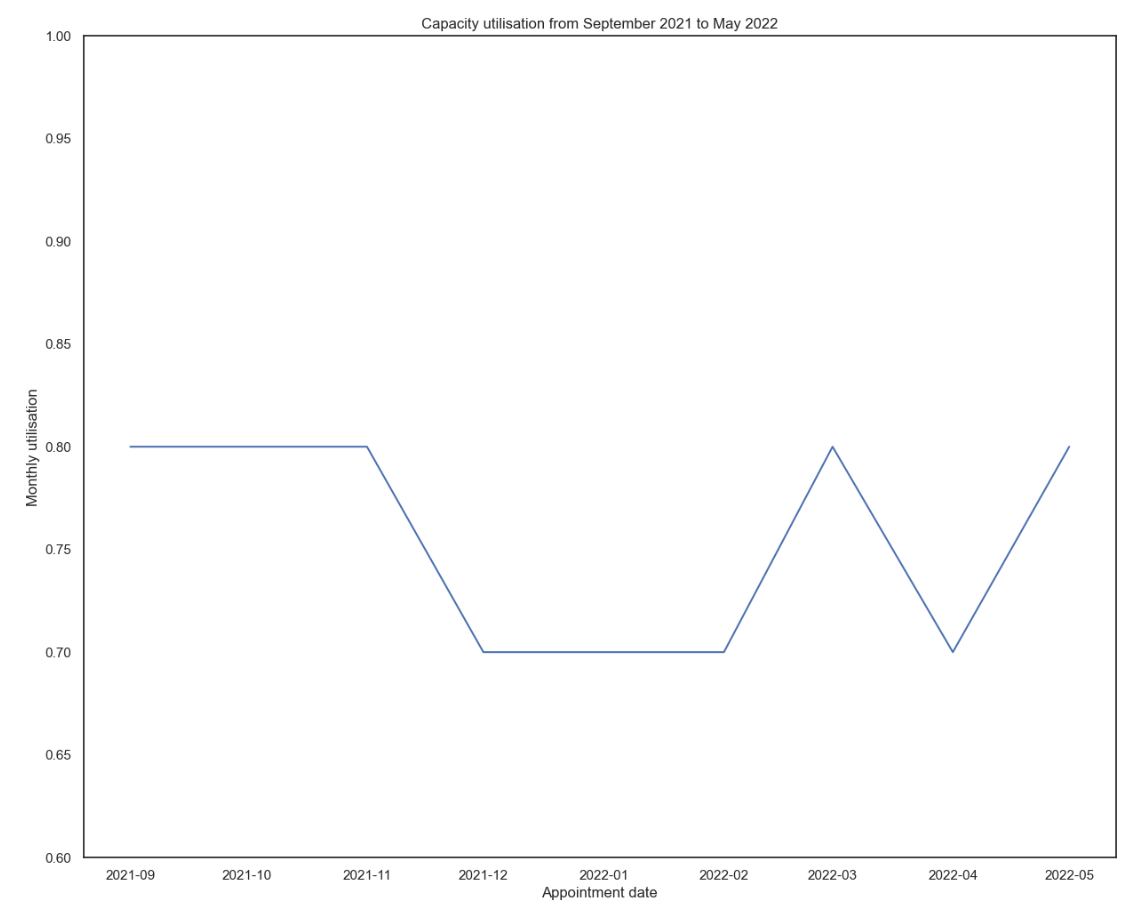 Capacity utilisation from September 2021 to May 2022
1.00
0.95
0.90
0.85
0.80
0.75
0.70
0.65
0.60
Monthly utilisation
2021-09 2021-10 2021-11 2021-12 2022-01 2022-02 2022-03 2022-04 2022-05
Appointment date